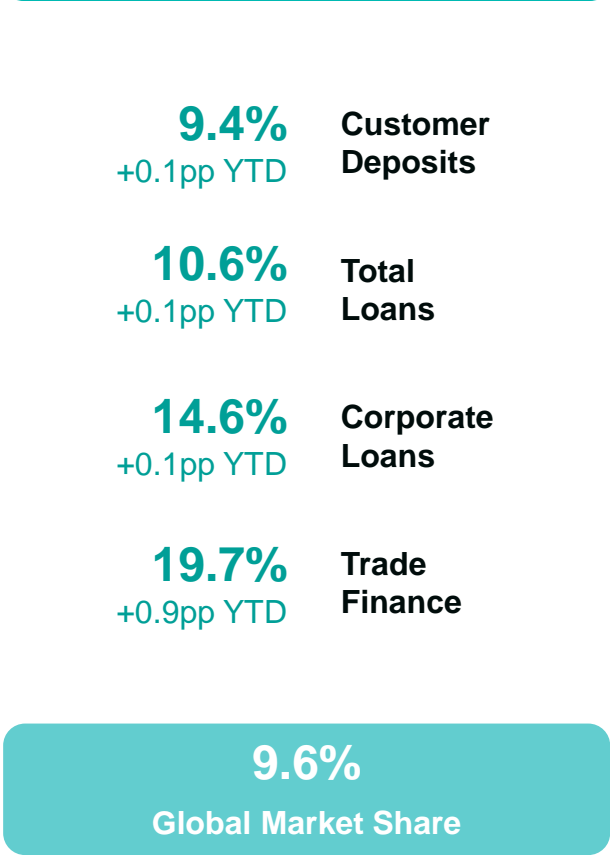 9.4%
+0.1pp YTD
Customer
Deposits
10.6%
+0.1pp YTD
Total
Loans
14.6%
+0.1pp YTD
Corporate
Loans
19.7%
+0.9pp YTD
Trade
Finance
9.6%
Global Market Share